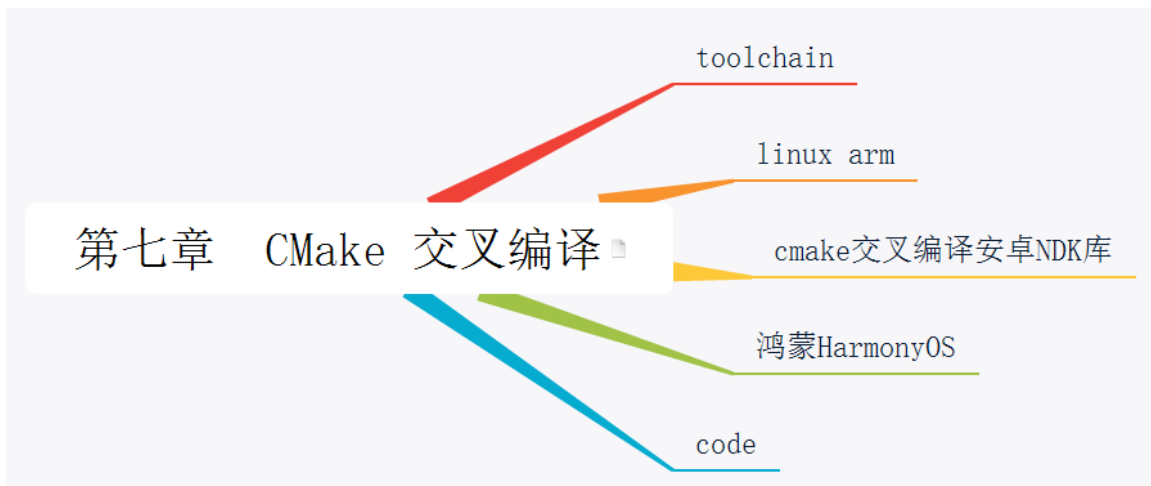 toolchain
linux arm
第七章 CMake 交叉编译
cmake交叉编译安卓NDK库
鸿蒙HarmonyOS
code